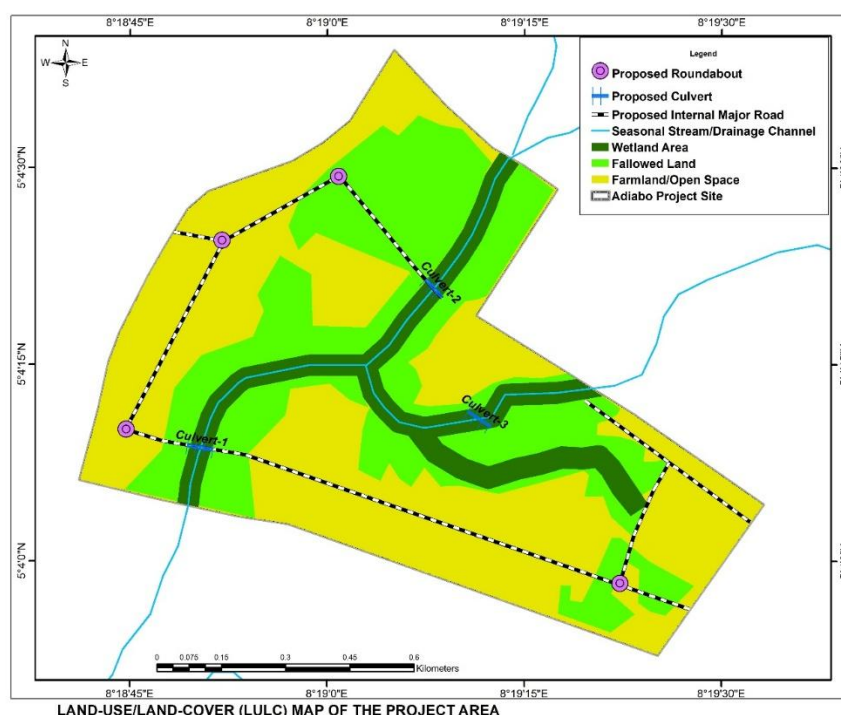 8°18'45"E 8°19'0"E 8°19'15"E 8°19'30"E
N
W E
S
Legend
Proposed Roundabout
Proposed Culvert
Proposed Internal Major Road
Seasonal Stream/Drainage Channel
Wetland Area
Fallowed Land
Farmland/Open Space
Adiabo Project Site
5°4'30"N
Culvert-2
5°4'15"N
Culvert-3
Culvert-1
5°4'0"N
0 0.075 0.15 0.3 0.45 0.6
Kilometers
8°18'45"E 8°19'0"E 8°19'15"E 8°19'30"E
LAND-USE/LAND-COVER (LULC) MAP OF THE PROJECT AREA